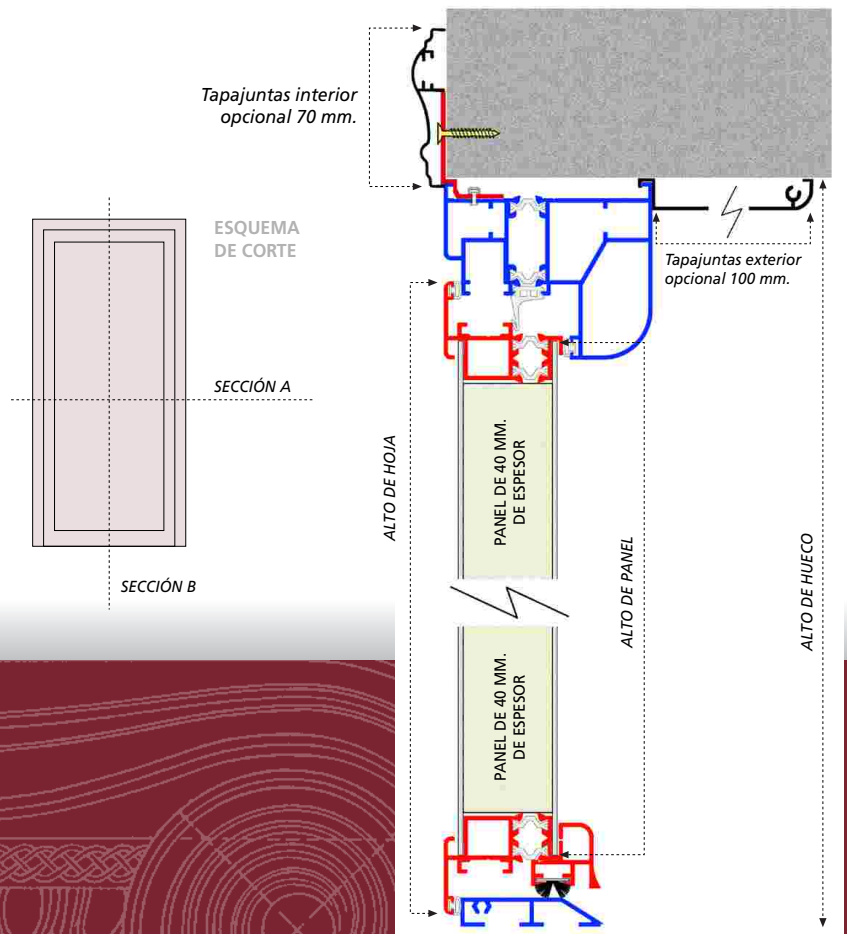 Tapajuntas interior
opcional 70 mm.
ESQUEMA
DE CORTE
Tapajuntas exterior
opcional 100 mm.
SECCIÓN A
SECCIÓN B
ALTO DE HOJA
PANEL DE 40 MM.
DE ESPESOR
PANEL DE 40 MM.
DE ESPESOR
ALTO DE PANEL
ALTO DE HUECO